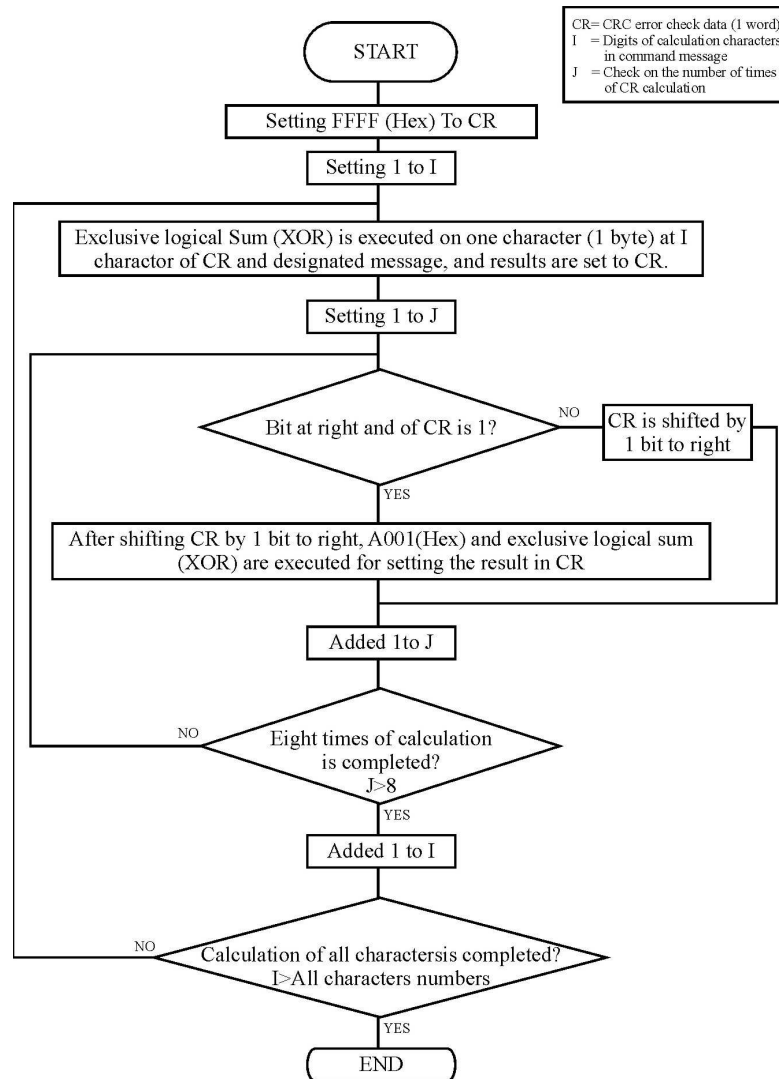 CR= CRC error check data (1 word)
I = Digits of calculation characters
in command message
J = Check on the number of times
of CR calculation
START
Setting FFFF (Hex) To CR
Setting 1 to I
Exclusive logical Sum (XOR) is executed on one character (1 byte) at I
charactor of CR and designated message, and results are set to CR.
Setting 1 to J
Bit at right and of CR is 1?
NO
CR is shifted by
1 bit to right
YES
After shifting CR by 1 bit to right, A001(Hex) and exclusive logical sum
(XOR) are executed for setting the result in CR
Added 1to J
NO
Eight times of calculation
is completed?
J>8
YES
Added 1 to I
NO
Calculation of all charactersis completed?
I>All characters numbers
YES
END